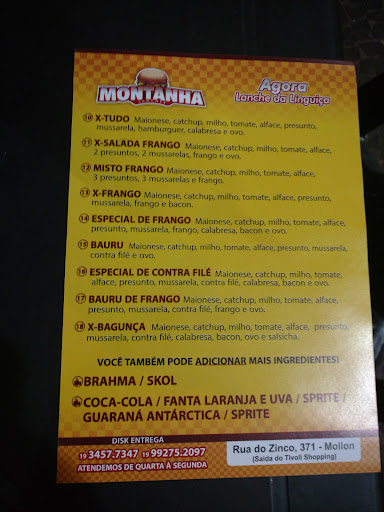 MONTANHA
LANCHES
Agora
Lanche da Linguiça
10 X-TUDO Maionese, catchup, milho, tomate, alface, presunto,
mussarela, hamburguer, calabresa e ovo.
11 X-SALADA FRANGO Maionese, catchup, milho, tomate, alface,
2 presuntos, 2 mussarelas, frango e ovo.
12 MISTO FRANGO Maionese, catchup, milho, tomate, alface,
3 presuntos, 3 mussarelas e frango.
13 X-FRANGO Maionese, catchup, milho, tomate, alface, presunto,
mussarela, frango e bacon.
14 ESPECIAL DE FRANGO Maionese, catchup, milho, tomate, alface,
presunto, mussarela, frango, calabresa, bacon e ovo.
15 BAURU Maionese, catchup, milho, tomate, alface, presunto, mussarela,
contra filé e ovo.
16 ESPECIAL DE CONTRA FILÉ Maionese, catchup, milho, tomate,
alface, presunto, mussarela, contra filé, calabresa, bacon e ovo.
17 BAURU DE FRANGO Maionese, catchup, milho, tomate, alface,
presunto, mussarela, contra filé, frango e ovo.
18 X-BAGUNÇA Maionese, catchup, milho, tomate, alface, presunto,
mussarela, contra filé, frango, calabresa, bacon, ovo e salsicha.
VOCÊ TAMBÉM PODE ADICIONAR MAIS INGREDIENTES!
BRAHMA / SKOL
COCA-COLA / FANTA LARANJA E UVA / SPRITE /
GUARANÁ ANTÁRCTICA / SPRITE
DISK ENTREGA
19 3457.7347 19 99275.2097
ATENDEMOS DE QUARTA À SEGUNDA
Rua do Zinco, 371 - Mollon
(Saída do Tivoli Shopping)